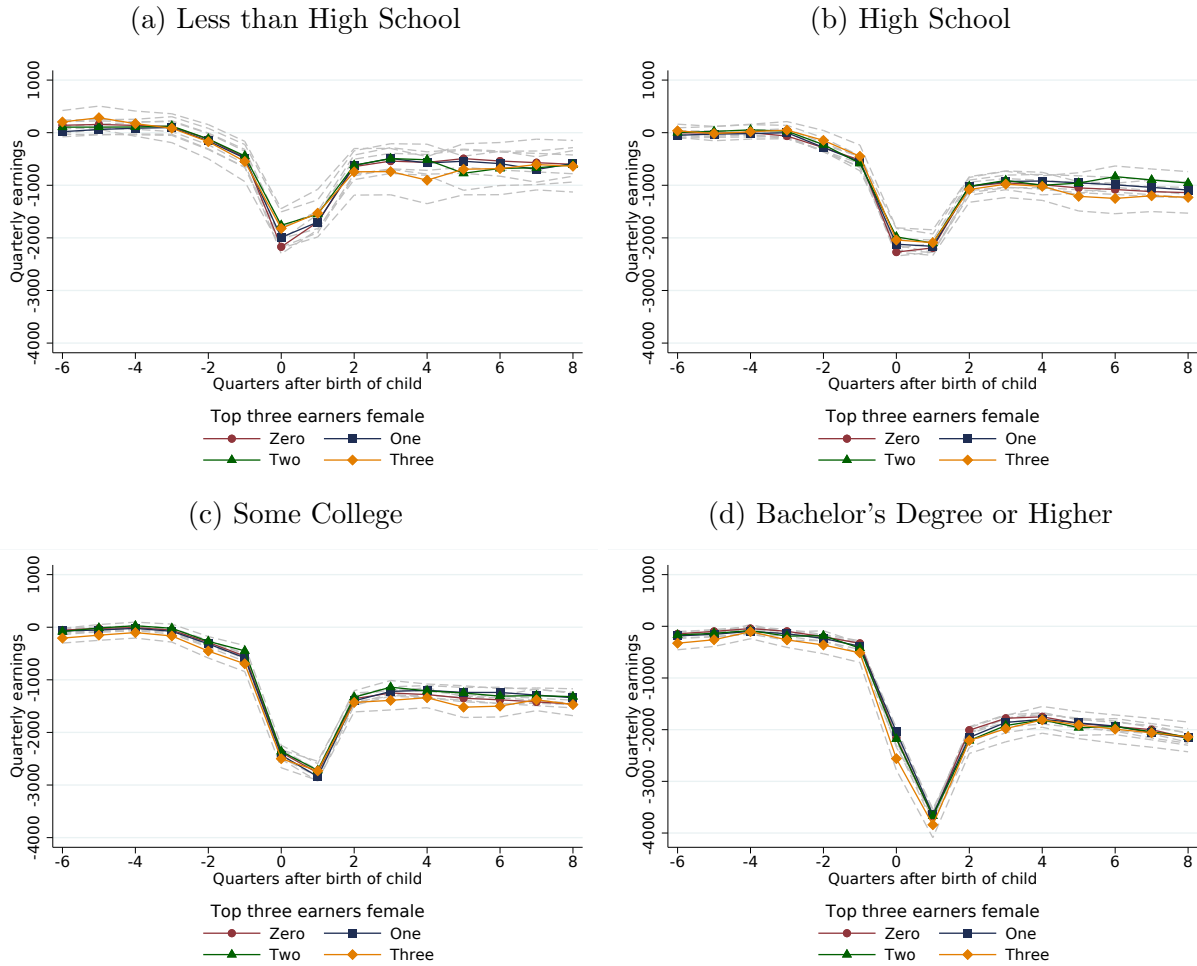 (a) Less than High School
Quarterly earnings
1000
0
-1000
-2000
-3000
-4000
-6 -4 -2 0 2 4 6 8
Quarters after birth of child
Top three earners female
Zero One
Two Three
(b) High School
Quarterly earnings
1000
0
-1000
-2000
-3000
-4000
-6 -4 -2 0 2 4 6 8
Quarters after birth of child
Top three earners female
Zero One
Two Three
(c) Some College
Quarterly earnings
1000
0
-1000
-2000
-3000
-4000
-6 -4 -2 0 2 4 6 8
Quarters after birth of child
Top three earners female
Zero One
Two Three
(d) Bachelor's Degree or Higher
Quarterly earnings
1000
0
-1000
-2000
-3000
-4000
-6 -4 -2 0 2 4 6 8
Quarters after birth of child
Top three earners female
Zero One
Two Three